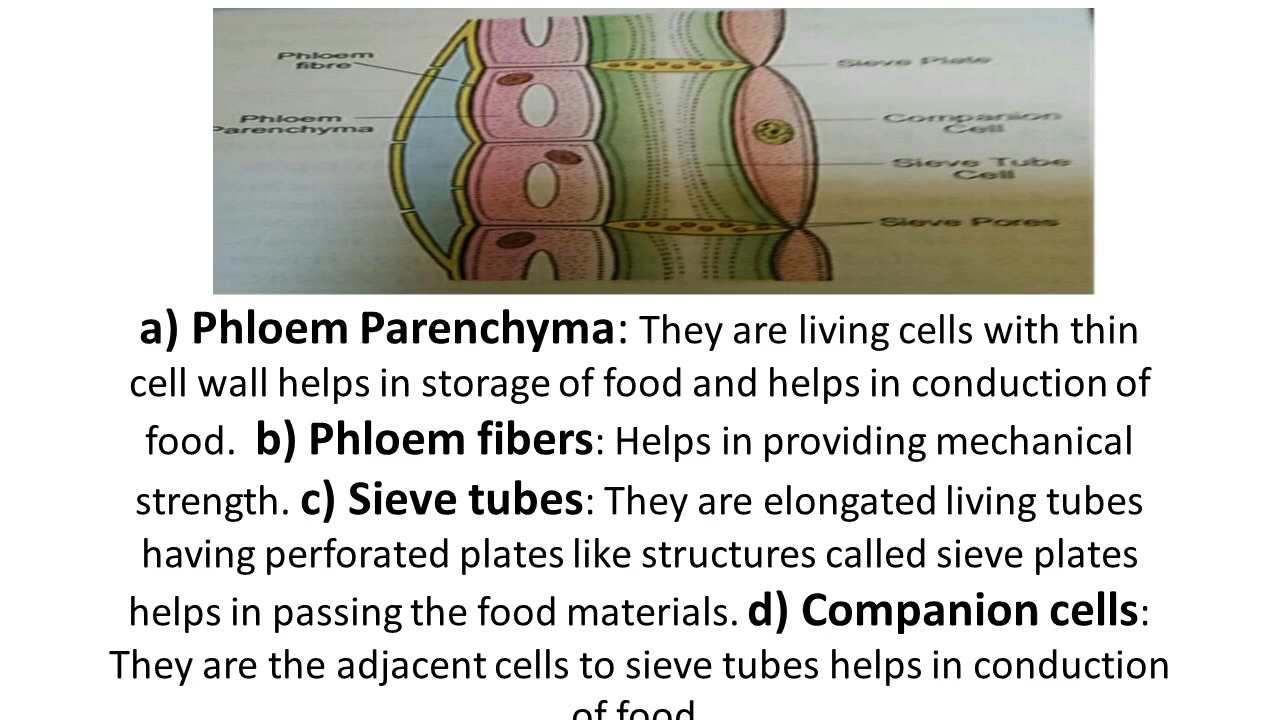 Phloem
fibre
Phloem
Parenchyma
Sieve Plate
Companion
Cell
Sieve Tube
Cell
Sieve Pores
a) Phloem Parenchyma: They are living cells with thin
cell wall helps in storage of food and helps in conduction of
food. b) Phloem fibers: Helps in providing mechanical
strength. c) Sieve tubes: They are elongated living tubes
having perforated plates like structures called sieve plates
helps in passing the food materials. d) Companion cells:
They are the adjacent cells to sieve tubes helps in conduction
of food